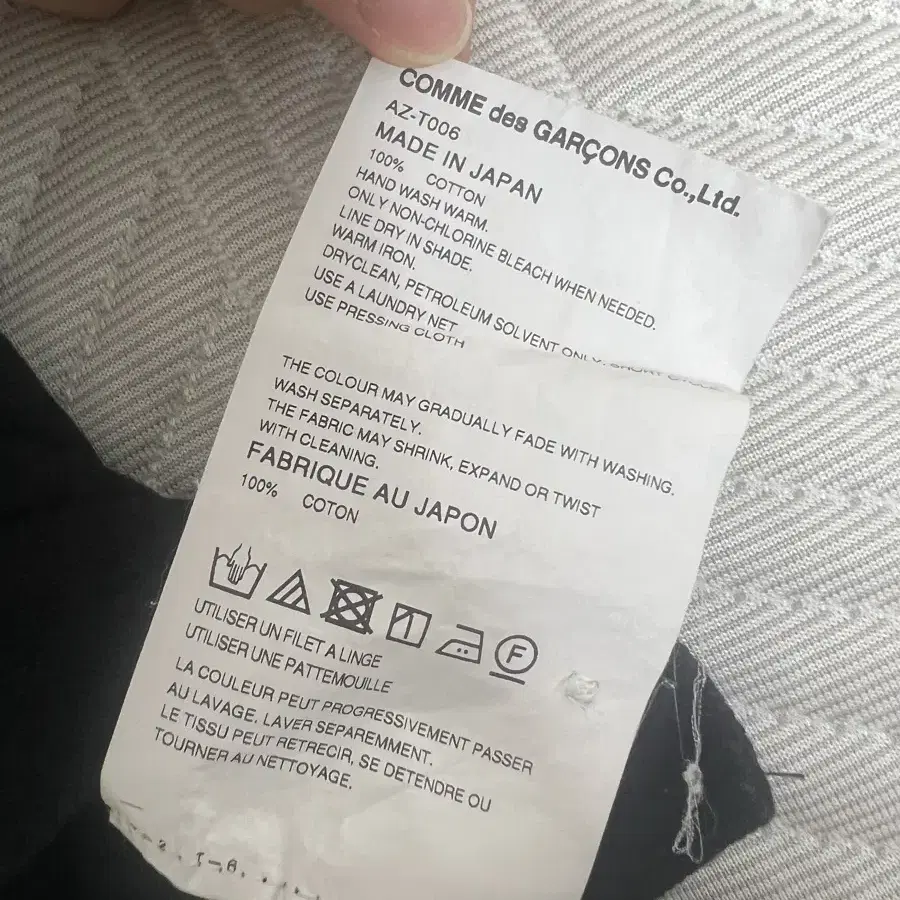 COMME des GARÇONS Co.,Ltd.
AZ-T006
MADE IN JAPAN
100% COTTON
HAND WASH WARM.
ONLY NON-CHLORINE BLEACH WHEN NEEDED.
LINE DRY IN SHADE.
WARM IRON.
DRYCLEAN, PETROLEUM SOLVENT ONLY. SHORT CYCLE
USE A LAUNDRY NET
USE PRESSING CLOTH
THE COLOUR MAY GRADUALLY FADE WITH WASHING.
WASH SEPARATELY.
THE FABRIC MAY SHRINK, EXPAND OR TWIST
WITH CLEANING.
FABRIQUE AU JAPON
100% COTON
F
UTILISER UN FILET A LINGE
UTILISER UNE PATTEMOUILLE
LA COULEUR PEUT PROGRESSIVEMENT PASSER
AU LAVAGE. LAVER SEPAREMMENT.
LE TISSU PEUT RETRECIR, SE DETENDRE OU
TOURNER AU NETTOYAGE.